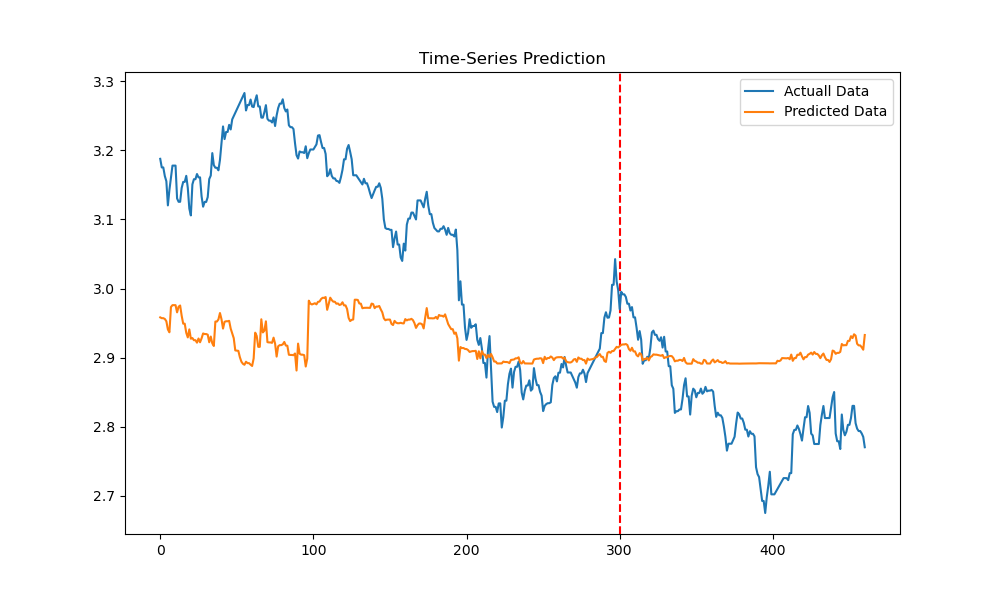 Time-Series Prediction
Actuall Data
Predicted Data
3.3
3.2
3.1
3.0
2.9
2.8
2.7
0 100 200 300 400